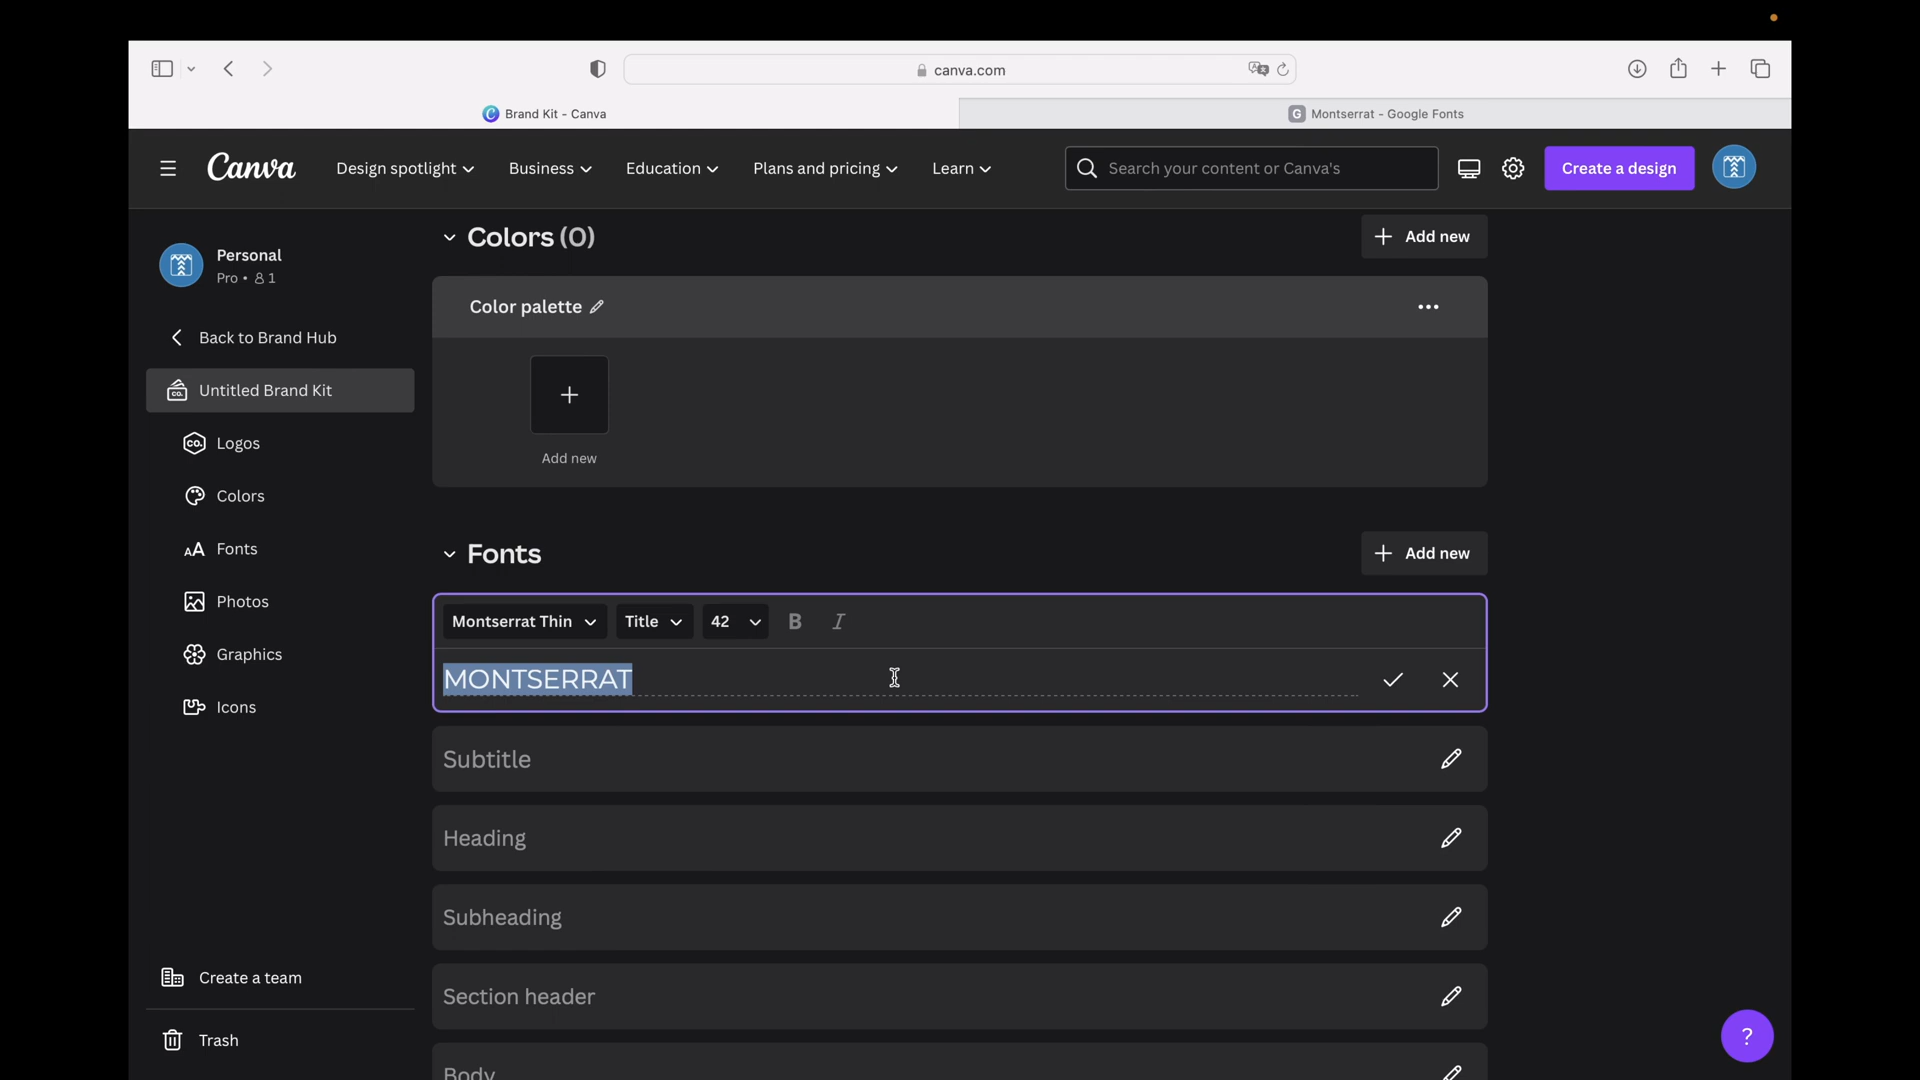 canva.com
Brand Kit - Canva
G Montserrat - Google Fonts
Canva Design spotlight Business Education Plans and pricing Learn Search your content or Canva's Create a design
Personal
Pro • 1
Back to Brand Hub
CO. Untitled Brand Kit
CO. Logos
Colors
AA Fonts
Photos
Graphics
Icons
Create a team
Trash
Colors (0) + Add new
Color palette
+
Add new
Fonts + Add new
Montserrat Thin Title 42 B I
MONTSERRAT
Subtitle
Heading
Subheading
Section header
Body
?